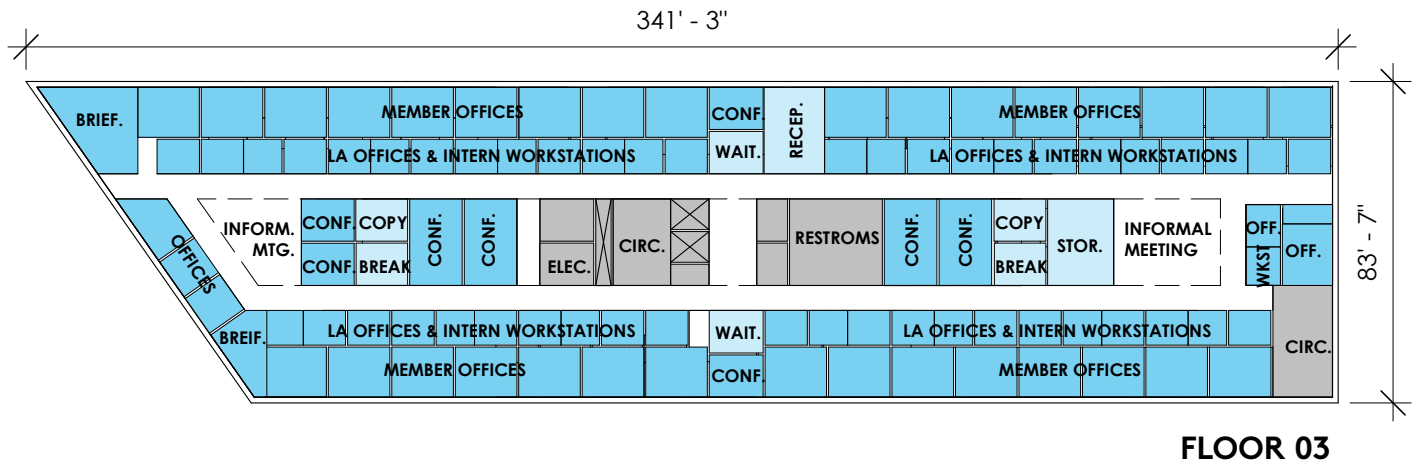 341' - 3"
BRIEF.
MEMBER OFFICES
CONF.
RECEP.
MEMBER OFFICES
LA OFFICES & INTERN WORKSTATIONS
WAIT.
LA OFFICES & INTERN WORKSTATIONS
OFFICES
INFORM.
MTG.
CONF.
COPY
CONF.
CONF.
CONF.
BREAK
ELEC.
CIRC.
RESTROMS
CONF.
CONF.
COPY
BREAK
STOR.
INFORMAL
MEETING
OFF.
WKST
OFF.
83' - 7"
BREIF.
LA OFFICES & INTERN WORKSTATIONS
WAIT.
LA OFFICES & INTERN WORKSTATIONS
CIRC.
MEMBER OFFICES
CONF.
MEMBER OFFICES
FLOOR 03